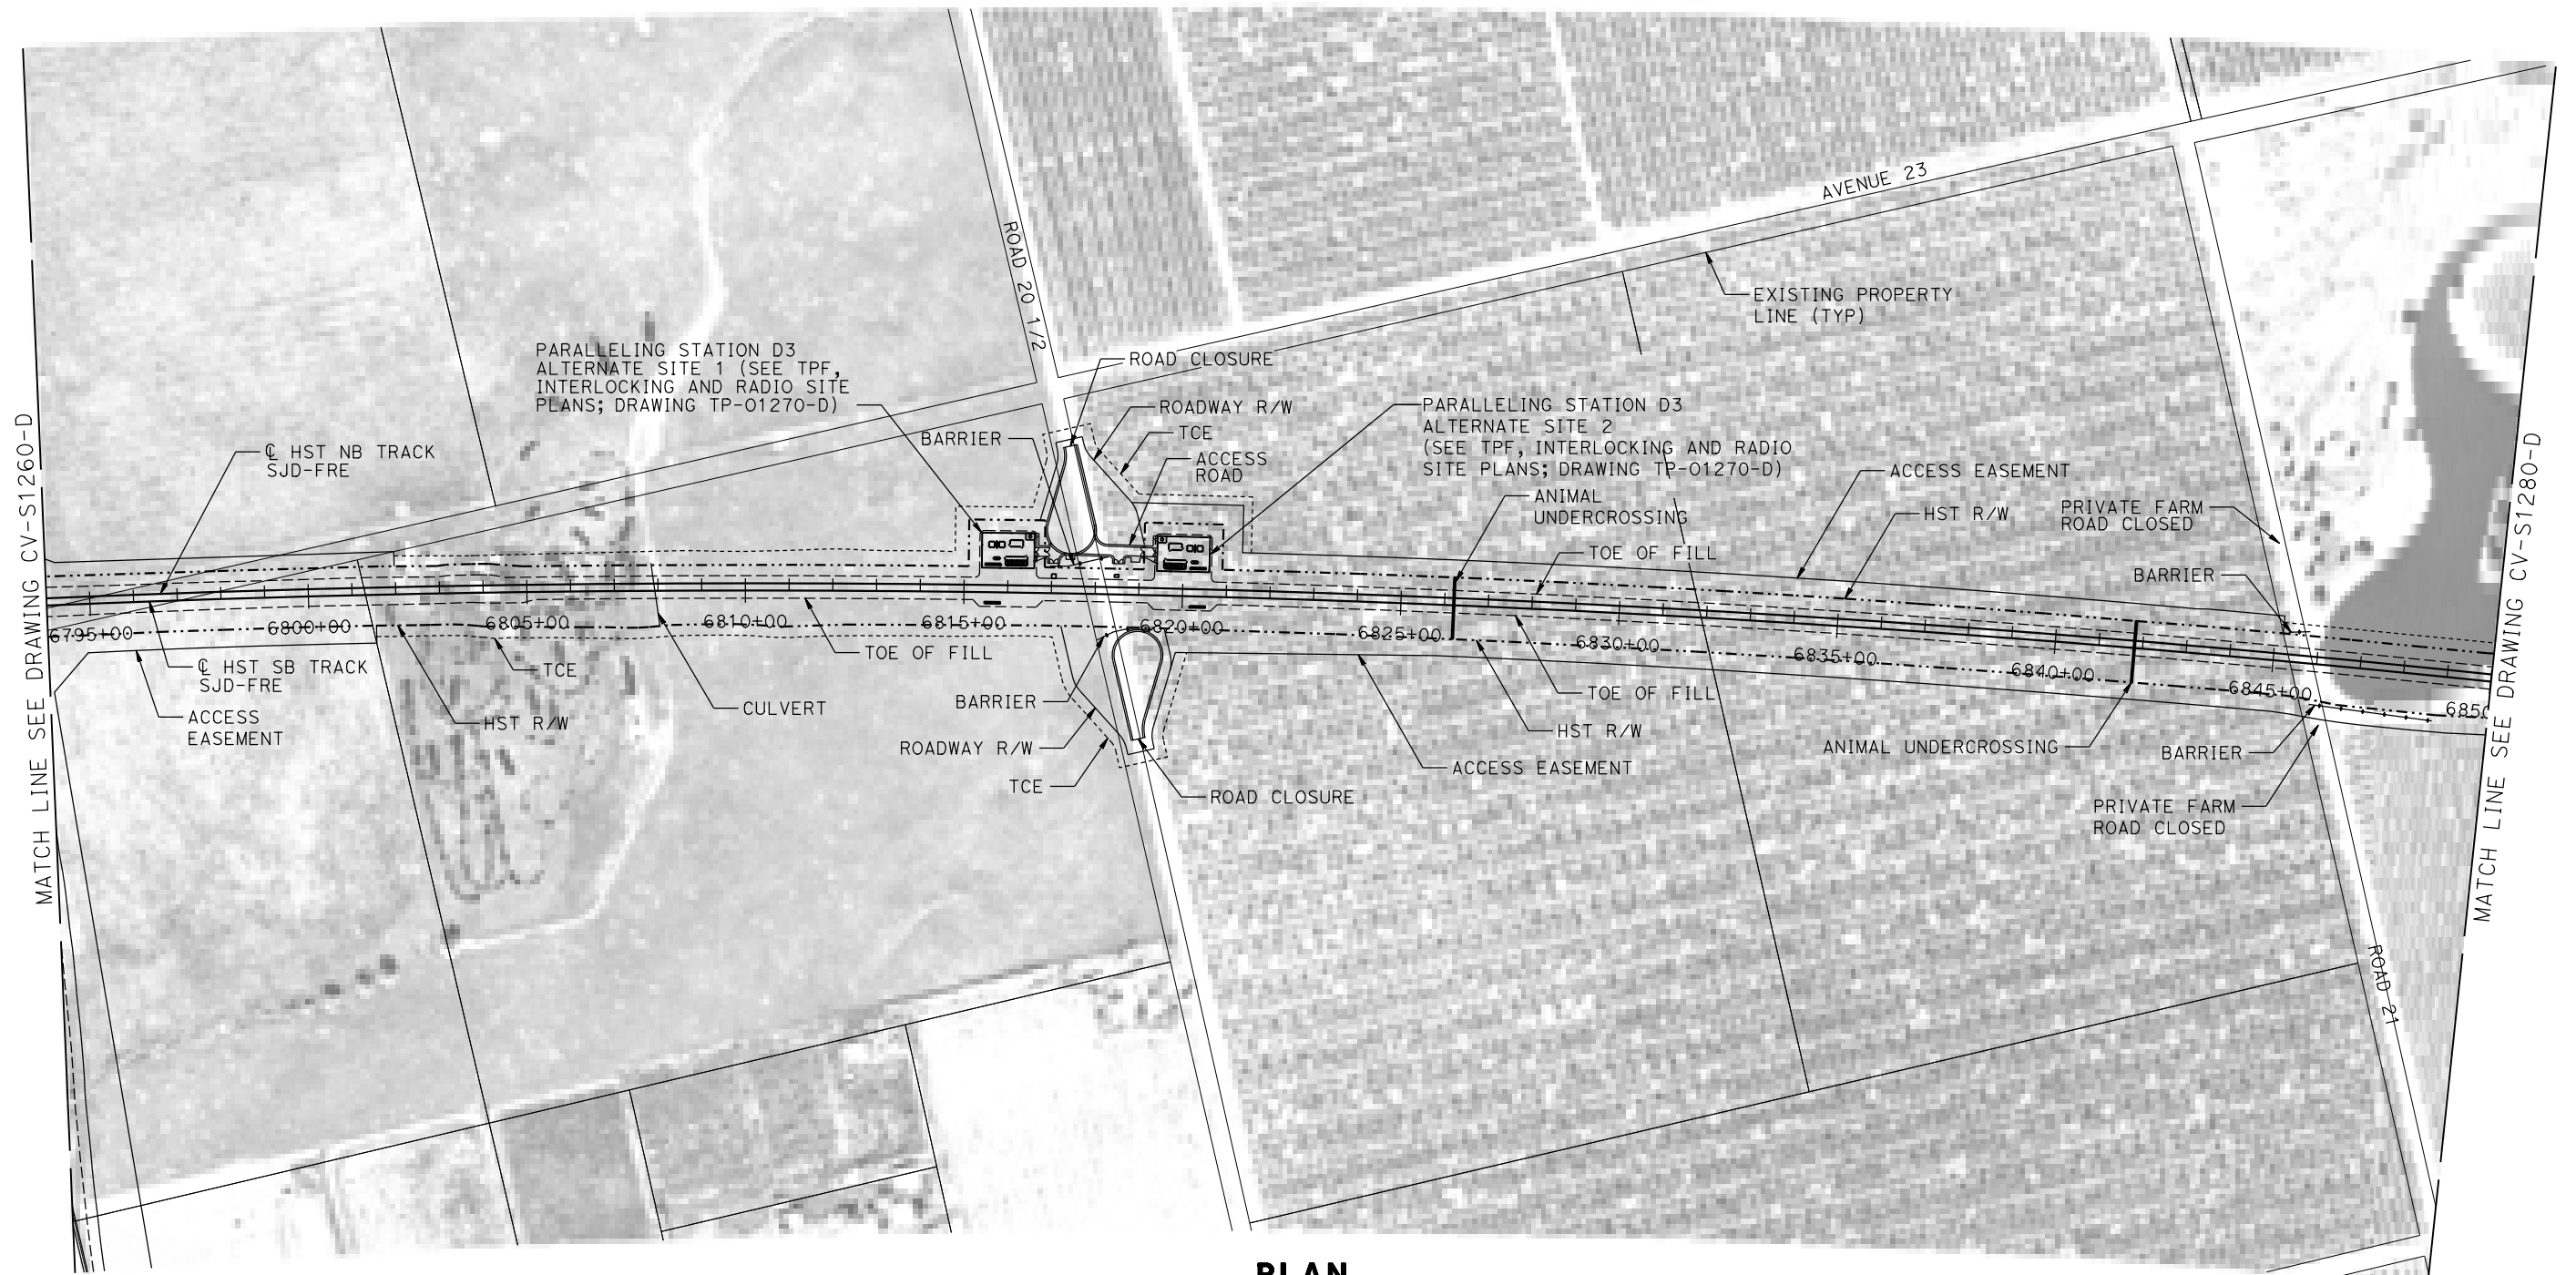 AVENUE 23
ROAD 20 1/2
EXISTING PROPERTY
LINE (TYP)
PARALLELING STATION D3
ALTERNATE SITE 1 (SEE TPF,
INTERLOCKING AND RADIO SITE
PLANS; DRAWING TP-01270-D)
ROAD CLOSURE
ROADWAY R/W
TCE
ACCESS
ROAD
BARRIER
PARALLELING STATION D3
ALTERNATE SITE 2
(SEE TPF, INTERLOCKING AND RADIO
SITE PLANS; DRAWING TP-01270-D)
ANIMAL
UNDERCROSSING
TOE OF FILL
ACCESS EASEMENT
HST R/W
PRIVATE FARM
ROAD CLOSED
BARRIER
℄ HST NB TRACK
SJD-FRE
MATCH LINE SEE DRAWING CV-S1260-D
MATCH LINE SEE DRAWING CV-S1280-D
6795+00
6800+00
6805+00
6810+00
6815+00
6820+00
6825+00
6830+00
6835+00
6840+00
6845+00
6850
℄ HST SB TRACK
SJD-FRE
ACCESS
EASEMENT
TCE
HST R/W
CULVERT
TOE OF FILL
BARRIER
ROADWAY R/W
TCE
ROAD CLOSURE
TOE OF FILL
HST R/W
ACCESS EASEMENT
ANIMAL UNDERCROSSING
BARRIER
PRIVATE FARM
ROAD CLOSED
ROAD 21
PLAN